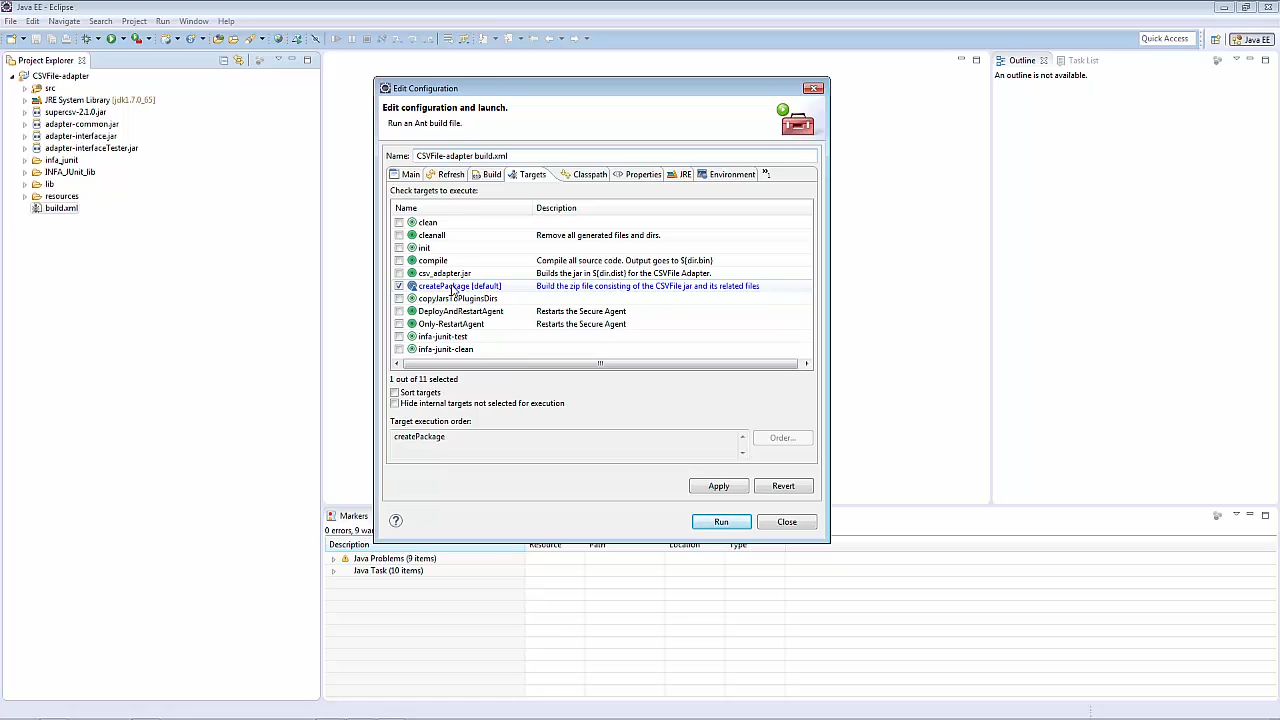 Java EE - Eclipse
File Edit Navigate Search Project Run Window Help
Quick Access
Java EE
Project Explorer
CSVFile-adapter
src
JRE System Library [jdk1.7.0_65]
supercsv-2.1.0.jar
adapter-common.jar
adapter-interface.jar
adapter-interfaceTester.jar
infa_junit
INFA_JUnit_lib
lib
resources
build.xml
Outline Task List
An outline is not available.
Edit Configuration
Edit configuration and launch.
Run an Ant build file.
Name: CSVFile-adapter build.xml
Main Refresh Build Targets Classpath Properties JRE Environment »1
Check targets to execute:
Name Description
clean
cleanall Remove all generated files and dirs.
init
compile Compile all source code. Output goes to ${dir.bin}
csv_adapter.jar Builds the jar in ${dir.dist} for the CSVFile Adapter.
createPackage [default] Build the zip file consisting of the CSVFile jar and its related files
copyJarsToPluginsDirs
DeployAndRestartAgent Restarts the Secure Agent
Only-RestartAgent Restarts the Secure Agent
infa-junit-test
infa-junit-clean
1 out of 11 selected
Sort targets
Hide internal targets not selected for execution
Target execution order:
createPackage
Order...
Apply Revert
Run Close
Markers
0 errors, 9 wa
Description Resource Path Location Type
Java Problems (9 items)
Java Task (10 items)